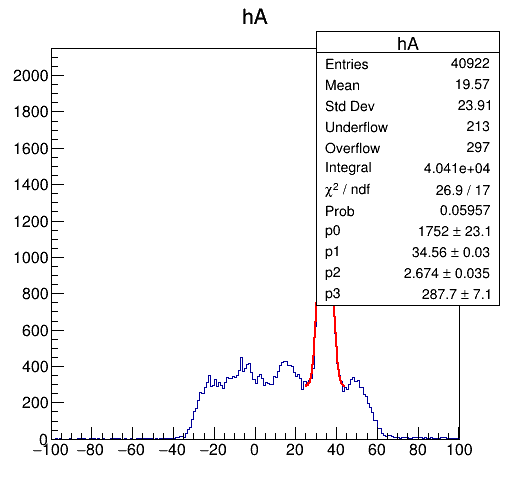 hA
hA
Entries 40922
Mean 19.57
Std Dev 23.91
Underflow 213
Overflow 297
Integral 4.041e+04
χ² / ndf 26.9 / 17
Prob 0.05957
p0 1752 ± 23.1
p1 34.56 ± 0.03
p2 2.674 ± 0.035
p3 287.7 ± 7.1
2000
1800
1600
1400
1200
1000
800
600
400
200
0
−100 −80 −60 −40 −20 0 20 40 60 80 100